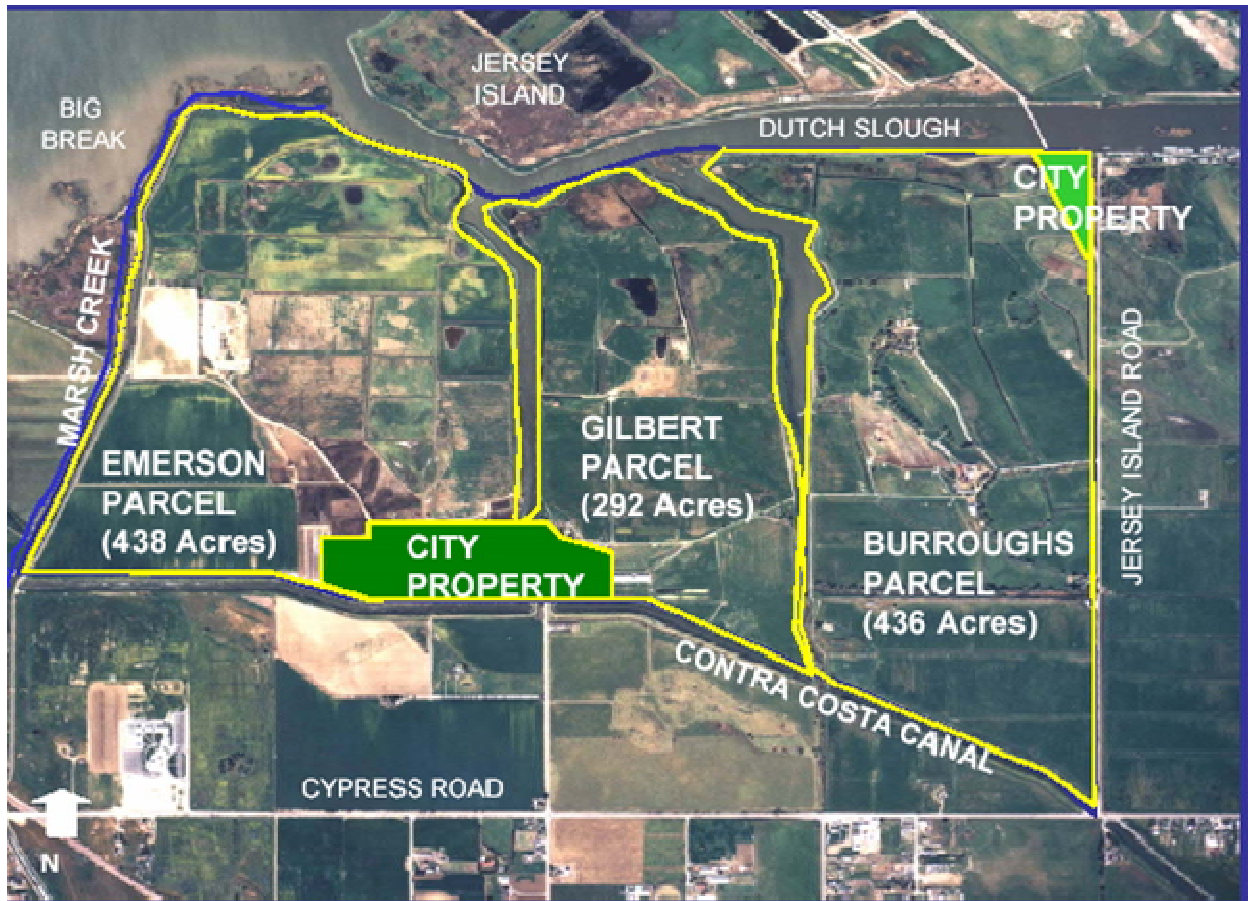 JERSEY
ISLAND
BIG
BREAK
DUTCH SLOUGH
CITY
PROPERTY
MARSH CREEK
JERSEY ISLAND ROAD
EMERSON
PARCEL
(438 Acres)
GILBERT
PARCEL
(292 Acres)
CITY
PROPERTY
BURROUGHS
PARCEL
(436 Acres)
CONTRA COSTA CANAL
CYPRESS ROAD
N